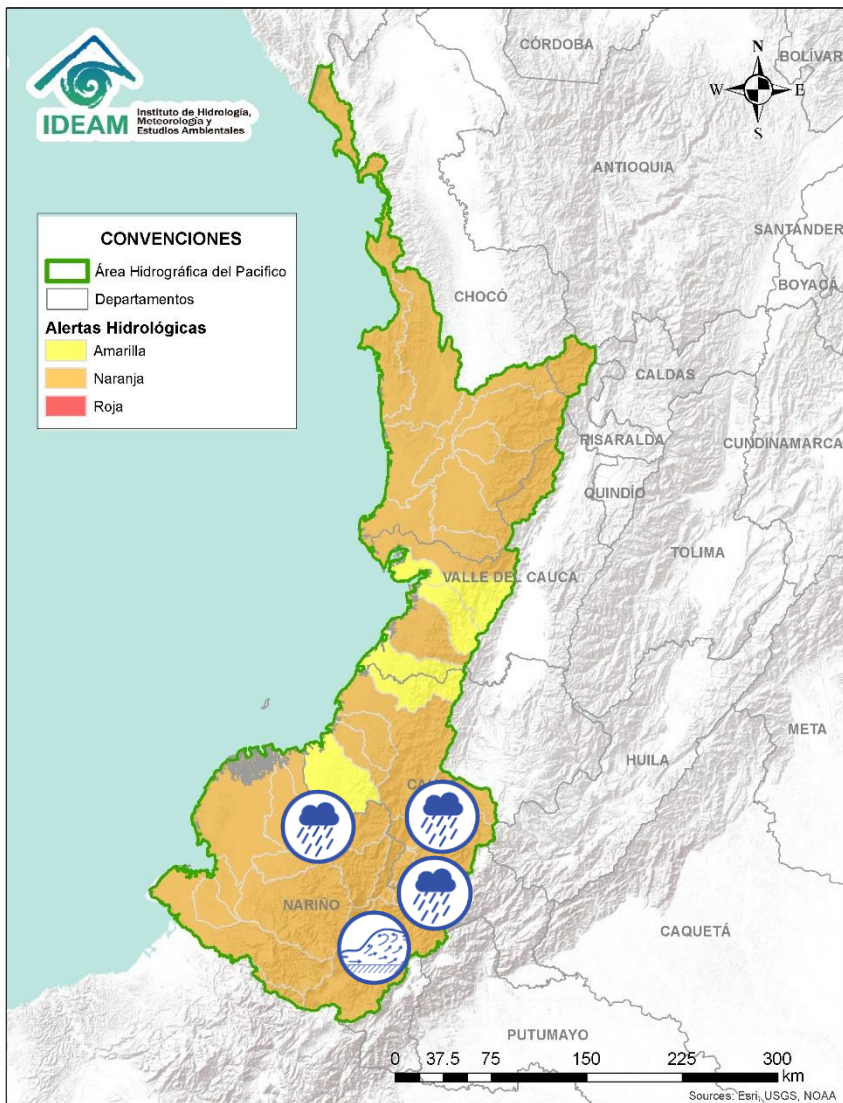 IDEAM
Instituto de Hidrología,
Meteorología y
Estudios Ambientales
CÓRDOBA
BOLÍVAR
N
W
E
S
ANTIOQUIA
SANTANDER
BOYACÁ
CONVENCIONES
Área Hidrográfica del Pacifico
Departamentos
Alertas Hidrológicas
Amarilla
Naranja
Roja
CHOCÓ
CALDAS
RISARALDA
CUNDINAMARCA
QUINDÍO
TOLIMA
VALLE DEL CAUCA
META
HUILA
NARIÑO
CAQUETÁ
PUTUMAYO
0 37.5 75 150 225 300
km
Sources: Esri, USGS, NOAA